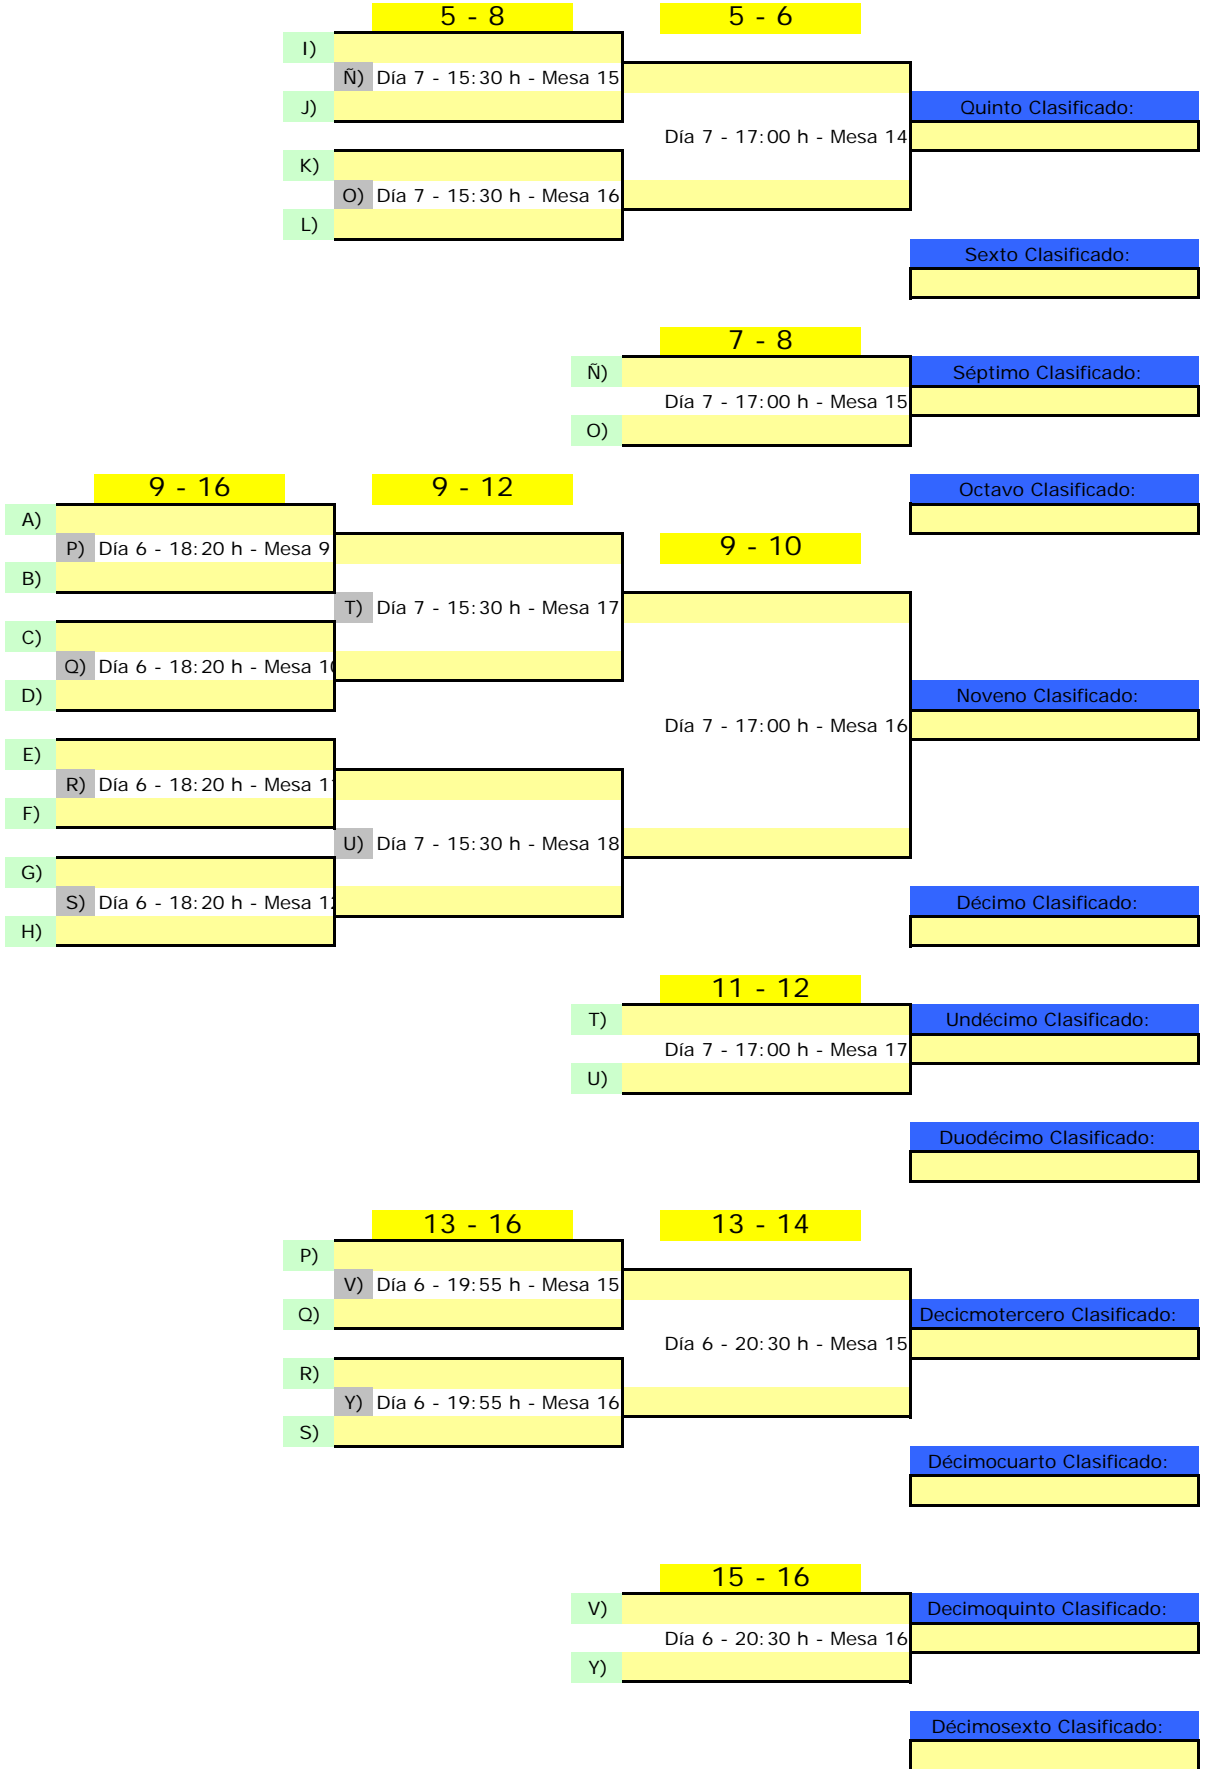 5 - 8 5 - 6
I)
Ñ) Día 7 - 15:30 h - Mesa 15
J) Quinto Clasificado:
Día 7 - 17:00 h - Mesa 14
K)
O) Día 7 - 15:30 h - Mesa 16
L)
Sexto Clasificado:
7 - 8
Ñ) Séptimo Clasificado:
Día 7 - 17:00 h - Mesa 15
O)
9 - 16 9 - 12 Octavo Clasificado:
A)
P) Día 6 - 18:20 h - Mesa 9 9 - 10
B)
T) Día 7 - 15:30 h - Mesa 17
C)
Q) Día 6 - 18:20 h - Mesa 10
D) Noveno Clasificado:
Día 7 - 17:00 h - Mesa 16
E)
R) Día 6 - 18:20 h - Mesa 11
F)
U) Día 7 - 15:30 h - Mesa 18
G)
S) Día 6 - 18:20 h - Mesa 12 Décimo Clasificado:
H)
11 - 12
T) Undécimo Clasificado:
Día 7 - 17:00 h - Mesa 17
U)
Duodécimo Clasificado:
13 - 16 13 - 14
P)
V) Día 6 - 19:55 h - Mesa 15
Q) Decicmotercero Clasificado:
Día 6 - 20:30 h - Mesa 15
R)
Y) Día 6 - 19:55 h - Mesa 16
S)
Décimocuarto Clasificado:
15 - 16
V) Decimoquinto Clasificado:
Día 6 - 20:30 h - Mesa 16
Y)
Décimosexto Clasificado: